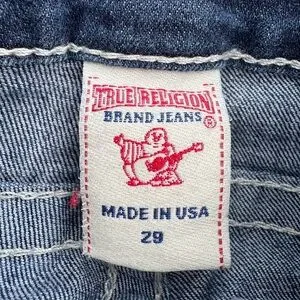 TRUE RELIGION
BRAND JEANS®
MADE IN USA
29